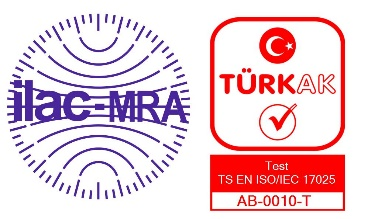 ilac-MRA
TÜRKAK
Test
TS EN ISO/IEC 17025
AB-0010-T